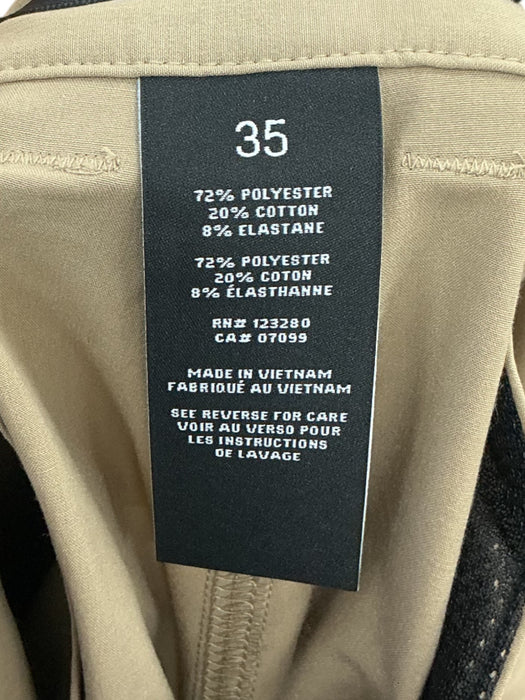 35
72% POLYESTER
20% COTTON
8% ELASTANE
72% POLYESTER
20% COTON
8% ÉLASTHANNE
RN# 123280
CA# 07099
MADE IN VIETNAM
FABRIQUÉ AU VIETNAM
SEE REVERSE FOR CARE
VOIR AU VERSO POUR
LES INSTRUCTIONS
DE LAVAGE